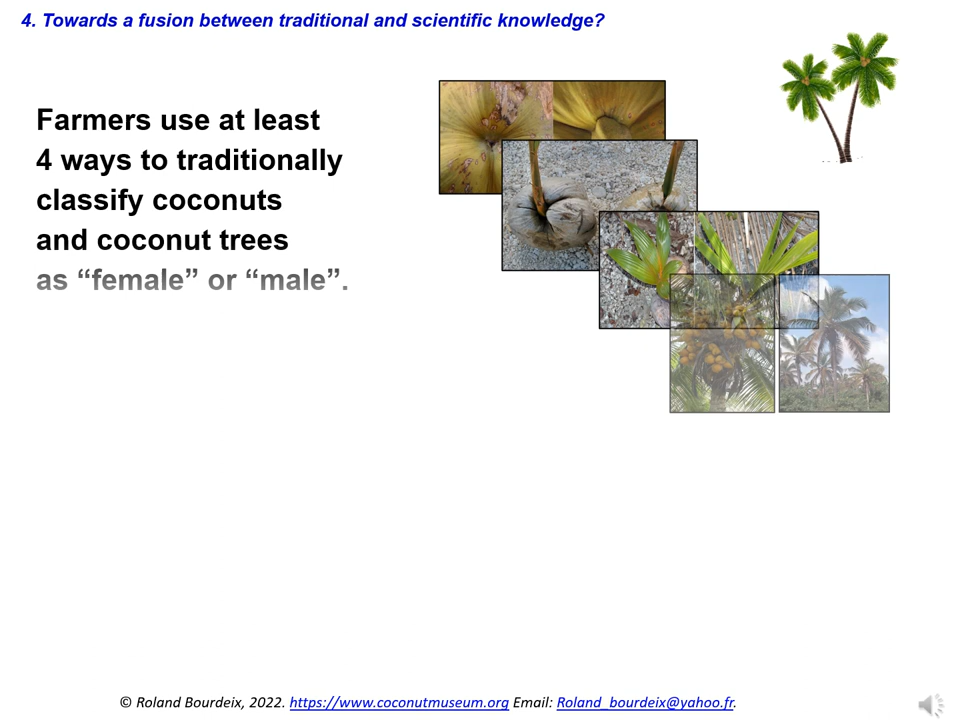 4. Towards a fusion between traditional and scientific knowledge?
Farmers use at least
4 ways to traditionally
classify coconuts
and coconut trees
as “female” or “male”.
© Roland Bourdeix, 2022. https://www.coconutmuseum.org Email: Roland_bourdeix@yahoo.fr.